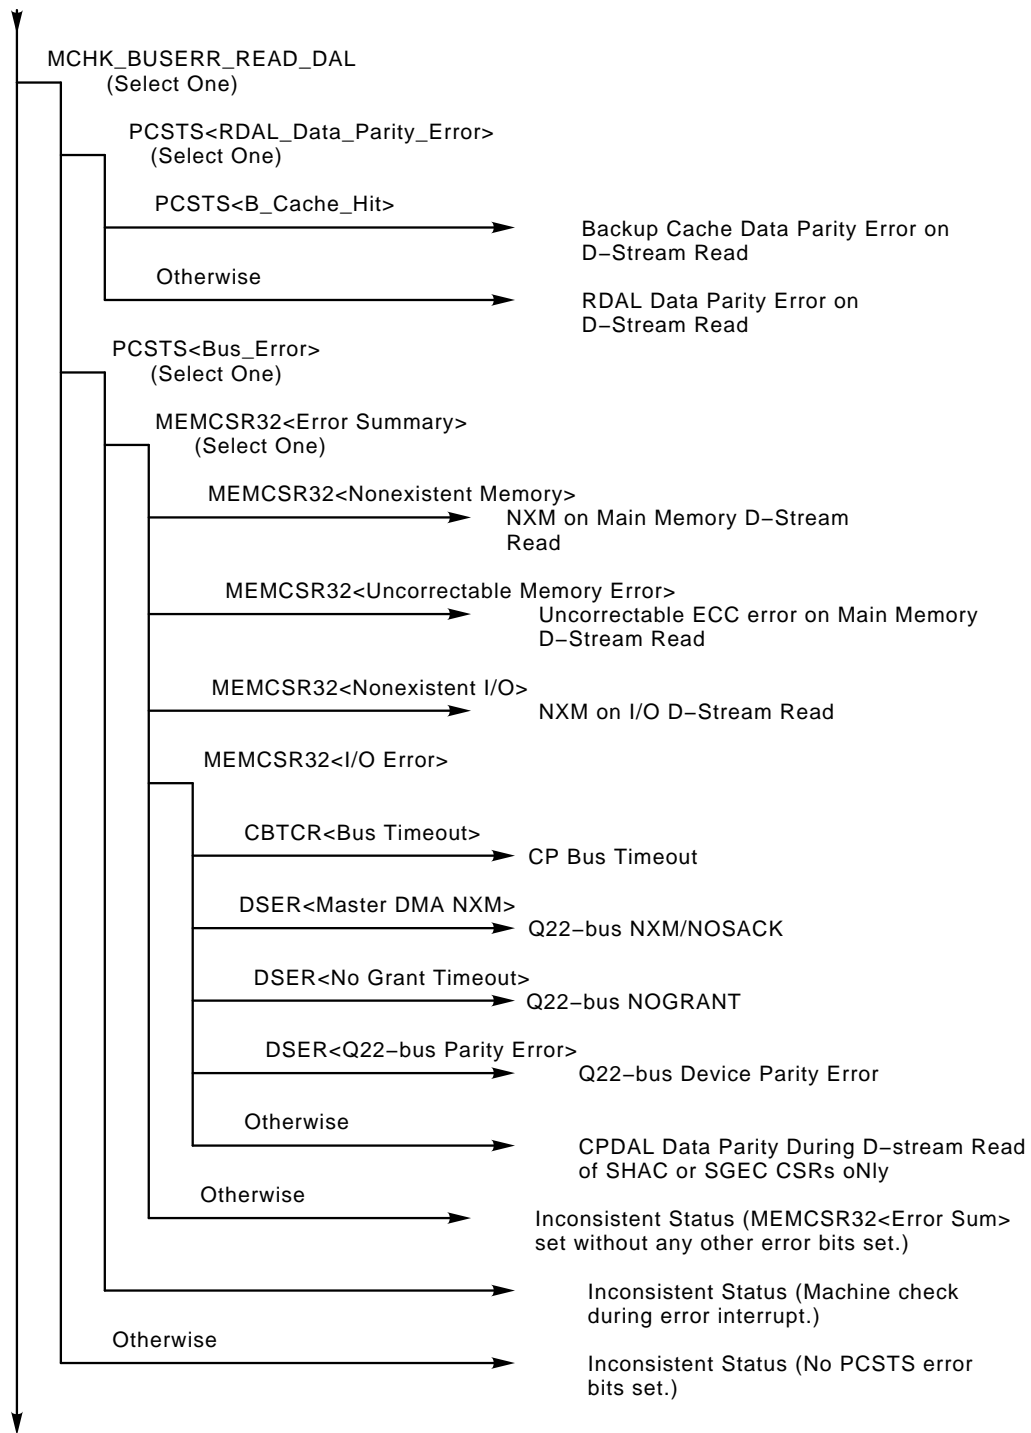 MCHK_BUSERR_READ_DAL
(Select One)
PCSTS<RDAL_Data_Parity_Error>
(Select One)
PCSTS<B_Cache_Hit>
Backup Cache Data Parity Error on
D−Stream Read
Otherwise
RDAL Data Parity Error on
D−Stream Read
PCSTS<Bus_Error>
(Select One)
MEMCSR32<Error Summary>
(Select One)
MEMCSR32<Nonexistent Memory>
NXM on Main Memory D−Stream
Read
MEMCSR32<Uncorrectable Memory Error>
Uncorrectable ECC error on Main Memory
D−Stream Read
MEMCSR32<Nonexistent I/O>
NXM on I/O D−Stream Read
MEMCSR32<I/O Error>
CBTCR<Bus Timeout>
CP Bus Timeout
DSER<Master DMA NXM>
Q22−bus NXM/NOSACK
DSER<No Grant Timeout>
Q22−bus NOGRANT
DSER<Q22−bus Parity Error>
Q22−bus Device Parity Error
Otherwise
CPDAL Data Parity During D−stream Read
of SHAC or SGEC CSRs oNly
Otherwise
Inconsistent Status (MEMCSR32<Error Sum>
set without any other error bits set.)
Inconsistent Status (Machine check
during error interrupt.)
Otherwise
Inconsistent Status (No PCSTS error
bits set.)